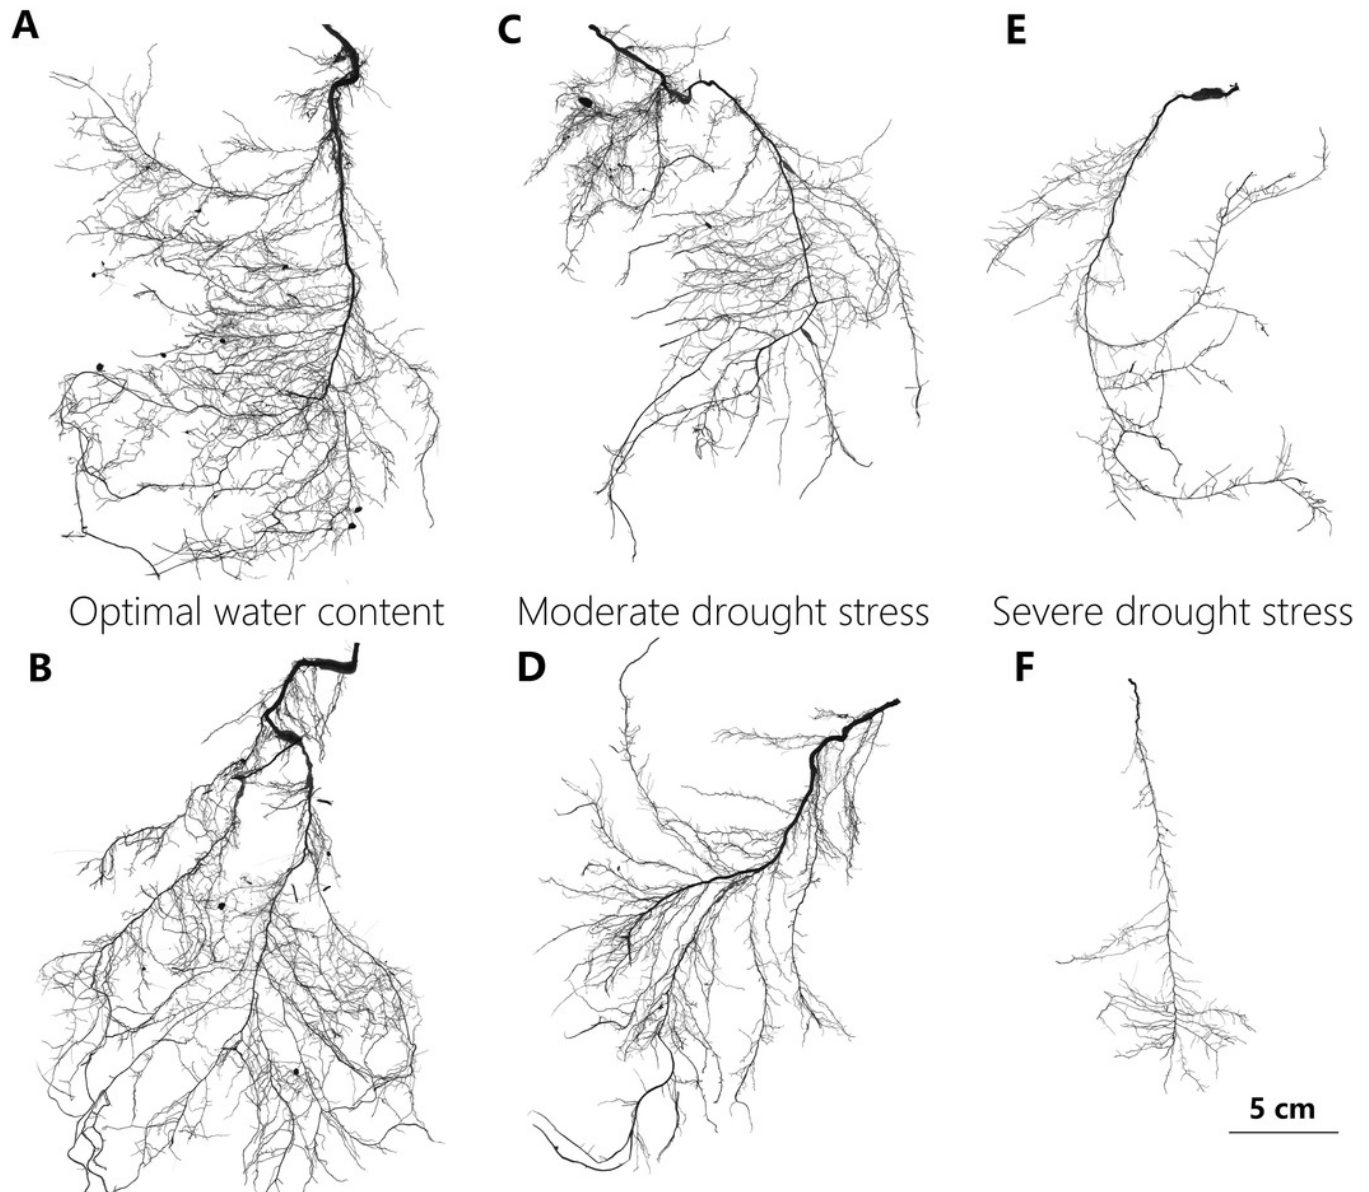 A
C
E
Optimal water content
Moderate drought stress
Severe drought stress
B
D
F
5 cm